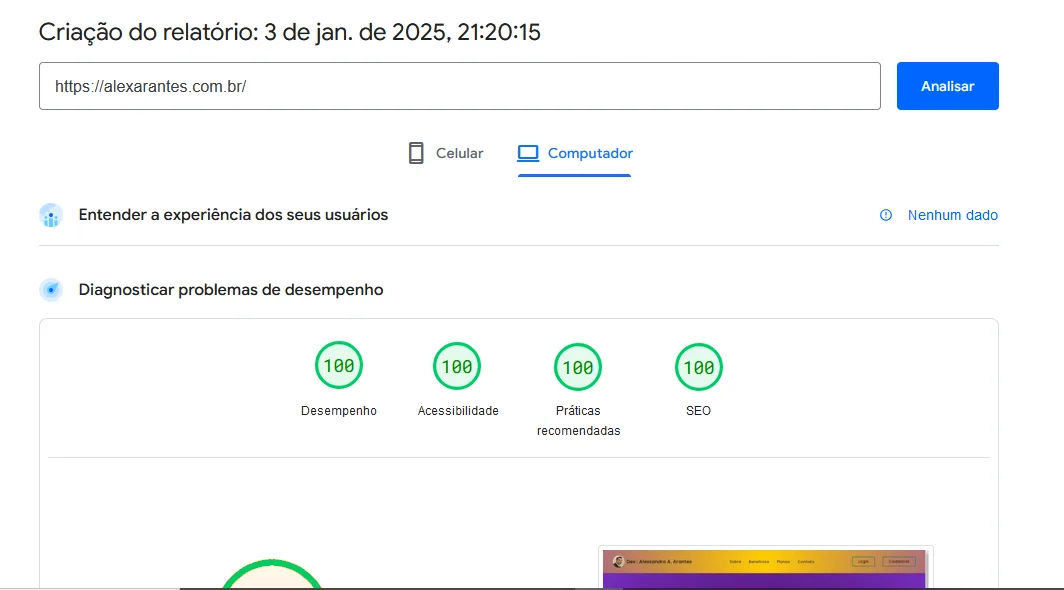 Criação do relatório: 3 de jan. de 2025, 21:20:15
https://alexarantes.com.br/
Analisar
Celular
Computador
Entender a experiência dos seus usuários
Nenhum dado
Diagnosticar problemas de desempenho
100
100
100
100
Desempenho
Acessibilidade
Práticas
recomendadas
SEO
Dev : Alessandro A. Arantes
Sobre
Benefícios
Planos
Contato
Login